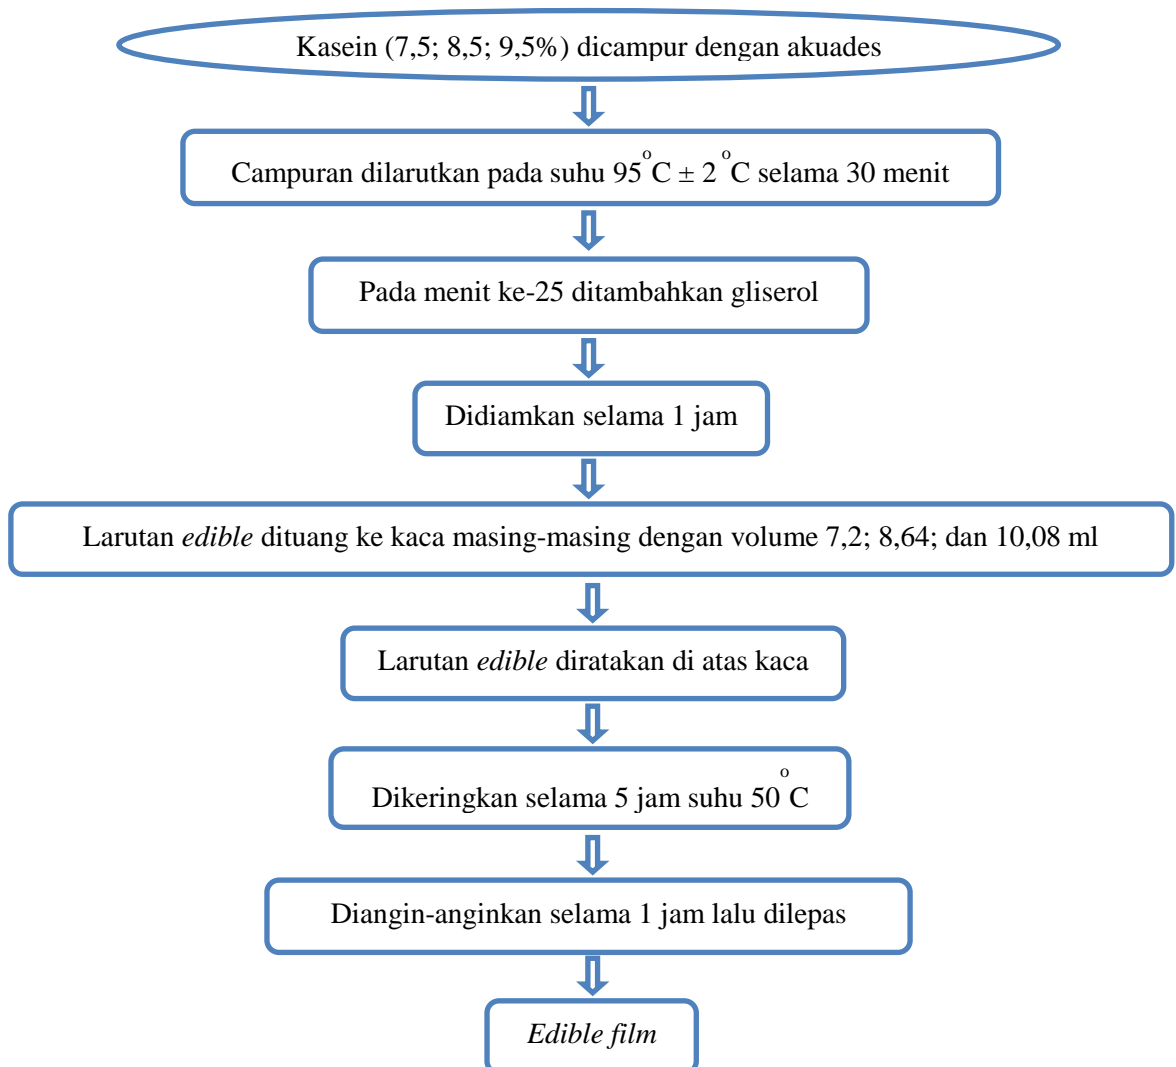 Kasein (7,5; 8,5; 9,5%) dicampur dengan akuades
Campuran dilarutkan pada suhu 95°C ± 2 °C selama 30 menit
Pada menit ke-25 ditambahkan gliserol
Didiamkan selama 1 jam
Larutan edible dituang ke kaca masing-masing dengan volume 7,2; 8,64; dan 10,08 ml
Larutan edible diratakan di atas kaca
Dikeringkan selama 5 jam suhu 50°C
Diangin-anginkan selama 1 jam lalu dilepas
Edible film